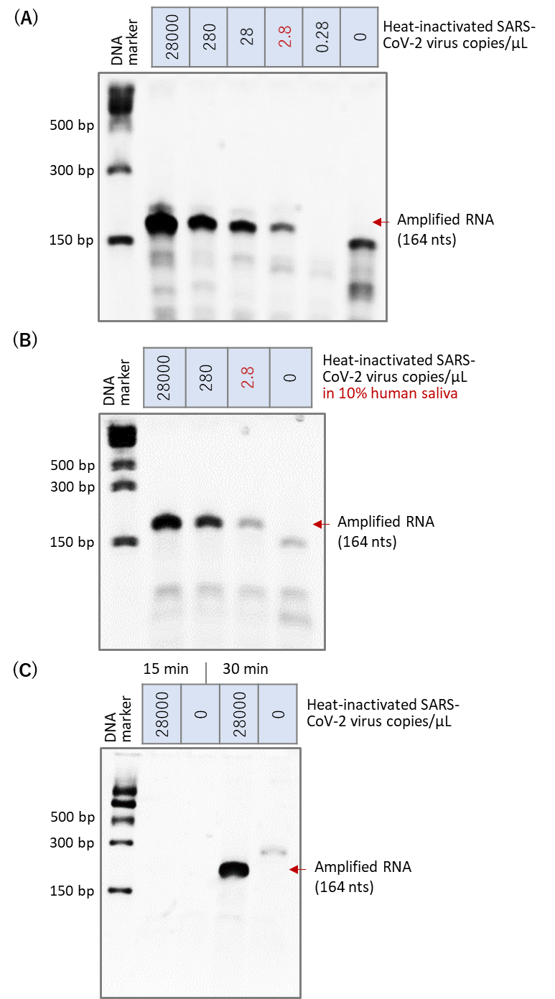 (A)
DNA
marker
28000
280
28
2.8
0.28
0
Heat-inactivated SARS-
CoV-2 virus copies/μL
500 bp
300 bp
150 bp
Amplified RNA
(164 nts)
(B)
DNA
marker
28000
280
2.8
0
Heat-inactivated SARS-
CoV-2 virus copies/μL
in 10% human saliva
500 bp
300 bp
150 bp
Amplified RNA
(164 nts)
(C)
15 min
30 min
DNA
marker
28000
0
28000
0
Heat-inactivated SARS-
CoV-2 virus copies/μL
500 bp
300 bp
150 bp
Amplified RNA
(164 nts)